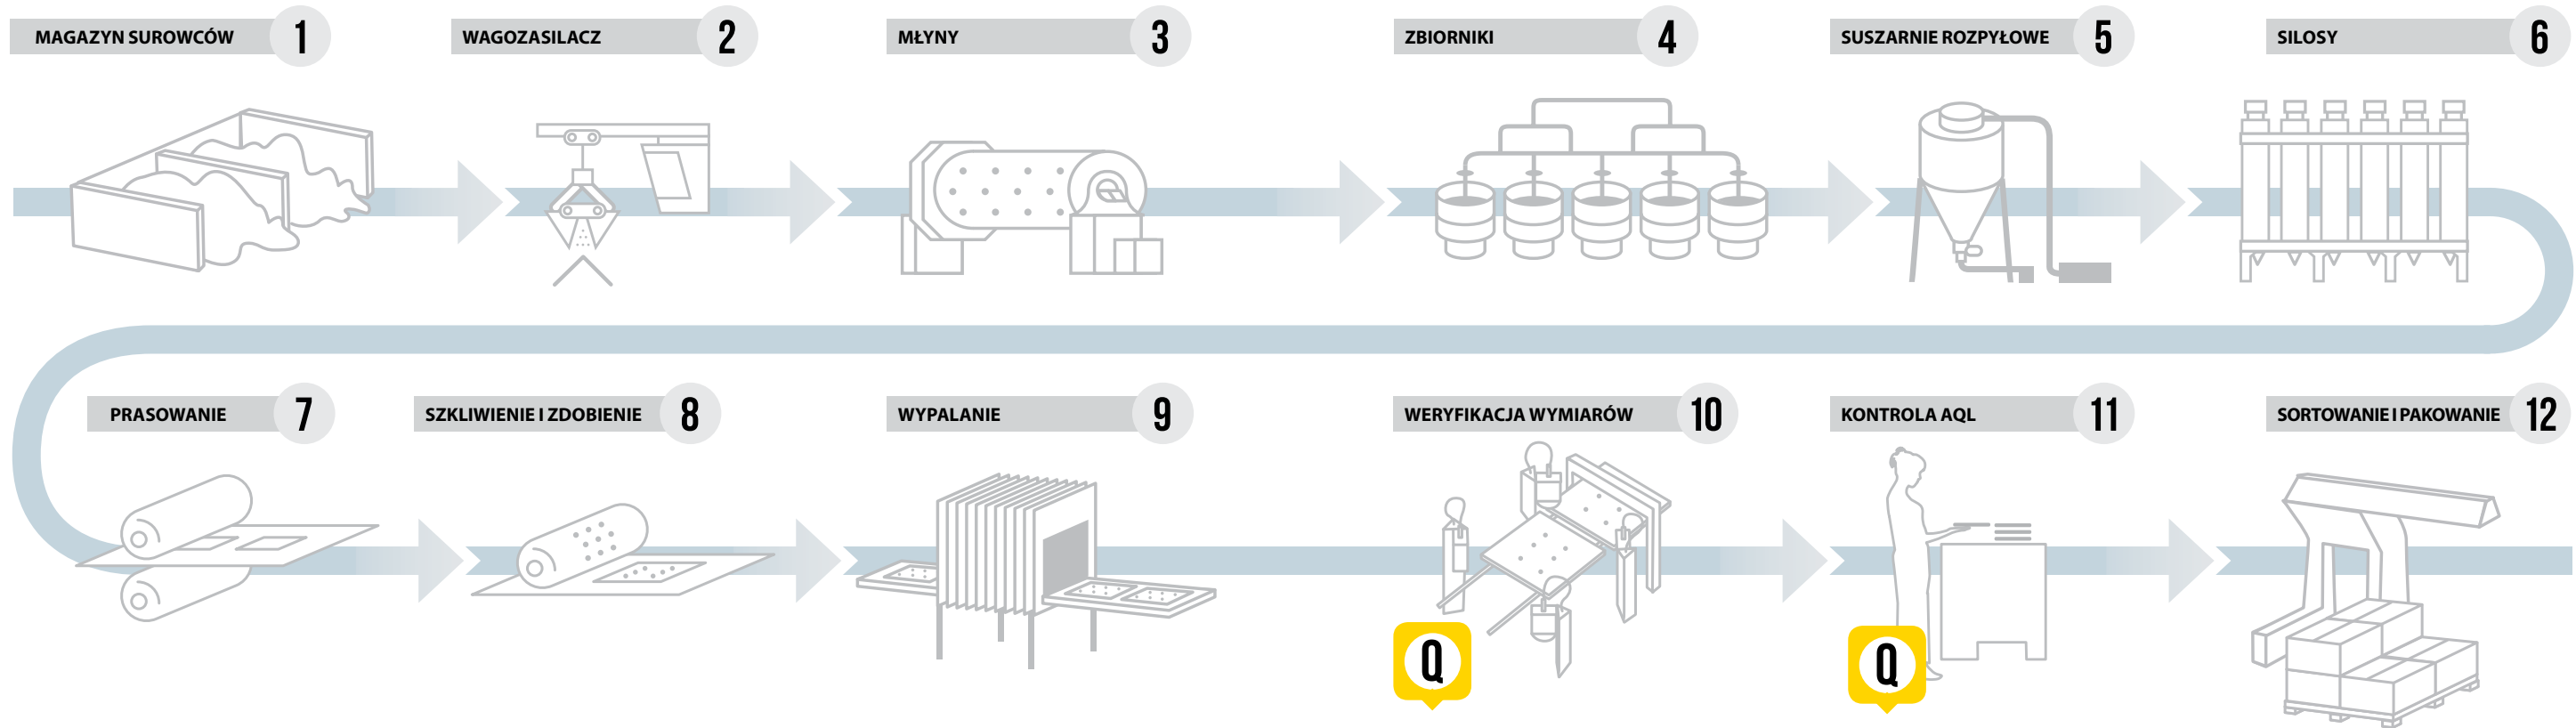 MAGAZYN SUROWCÓW 1
WAGOZASILACZ 2
MŁYNY 3
ZBIORNIKI 4
SUSZARNIE ROZPYŁOWE 5
SILOSY 6
PRASOWANIE 7
SZKLIWIENIE I ZDOBIENIE 8
WYPALANIE 9
WERYFIKACJA WYMIARÓW 10
KONTROLA AQL 11
SORTOWANIE I PAKOWANIE 12
Q
Q